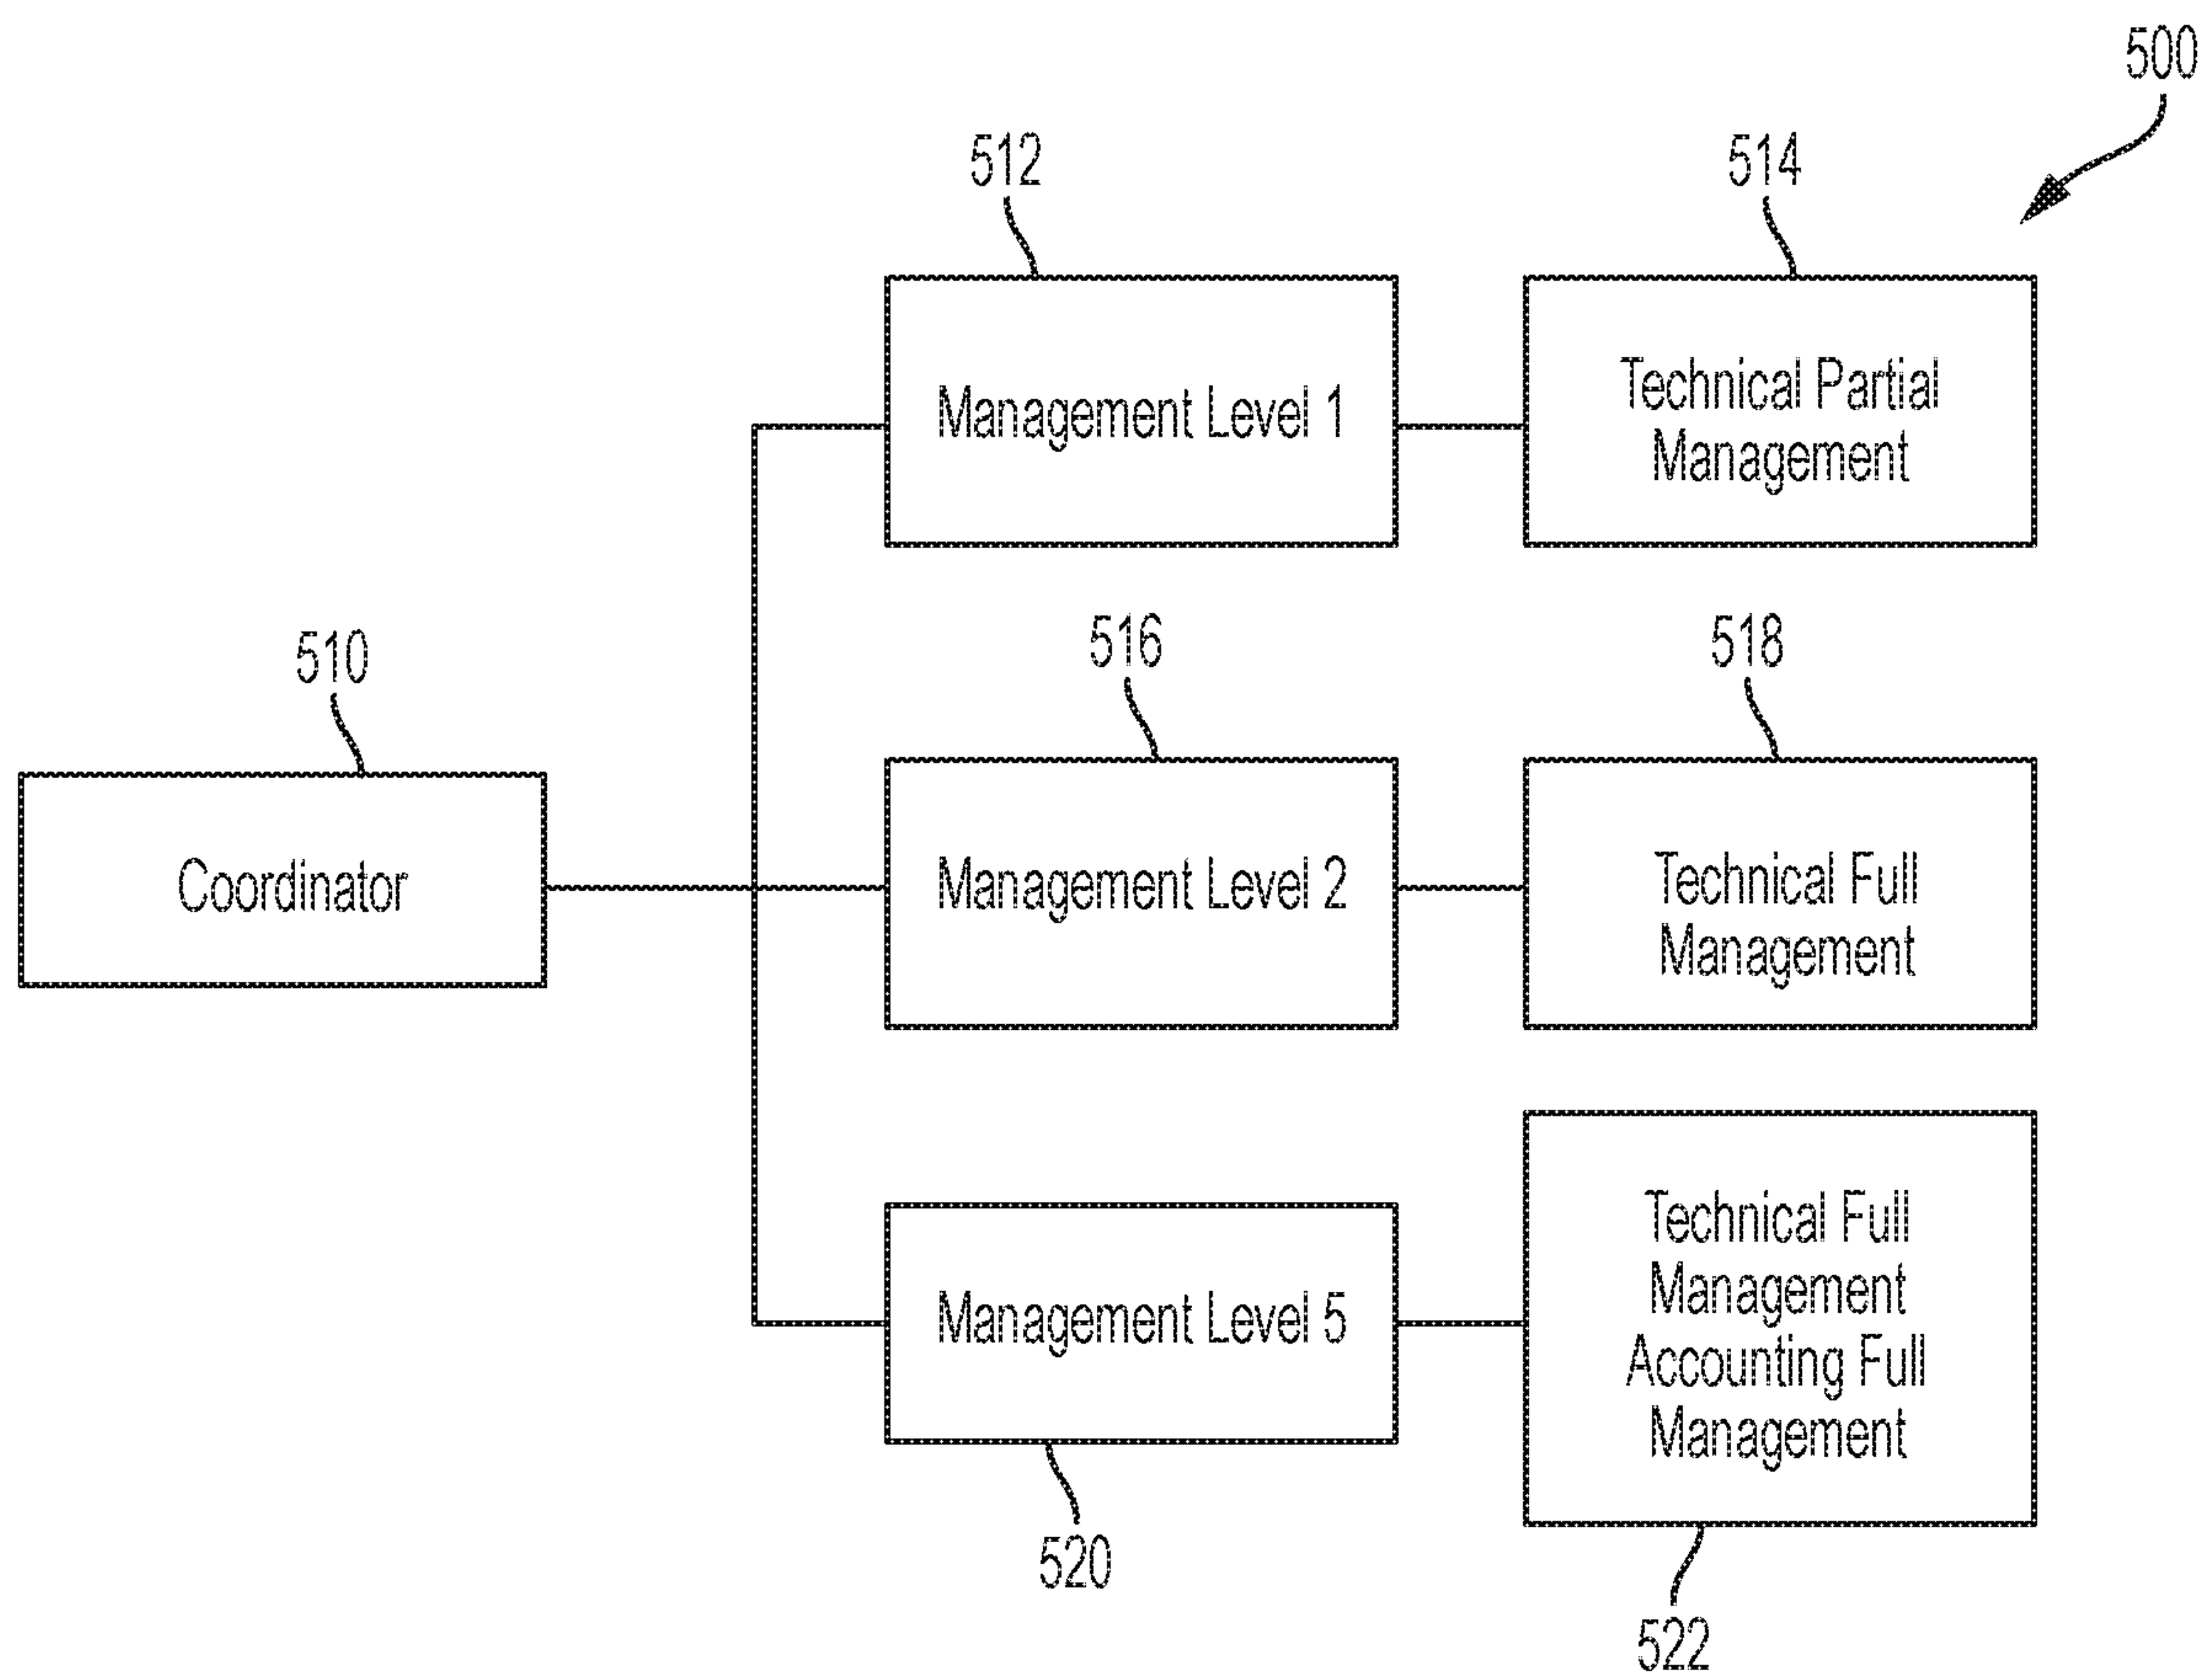 500
512
514
Management Level 1
Technical Partial
Management
510
516
518
Coordinator
Management Level 2
Technical Full
Management
Management Level 5
Technical Full
Management
Accounting Full
Management
520
522